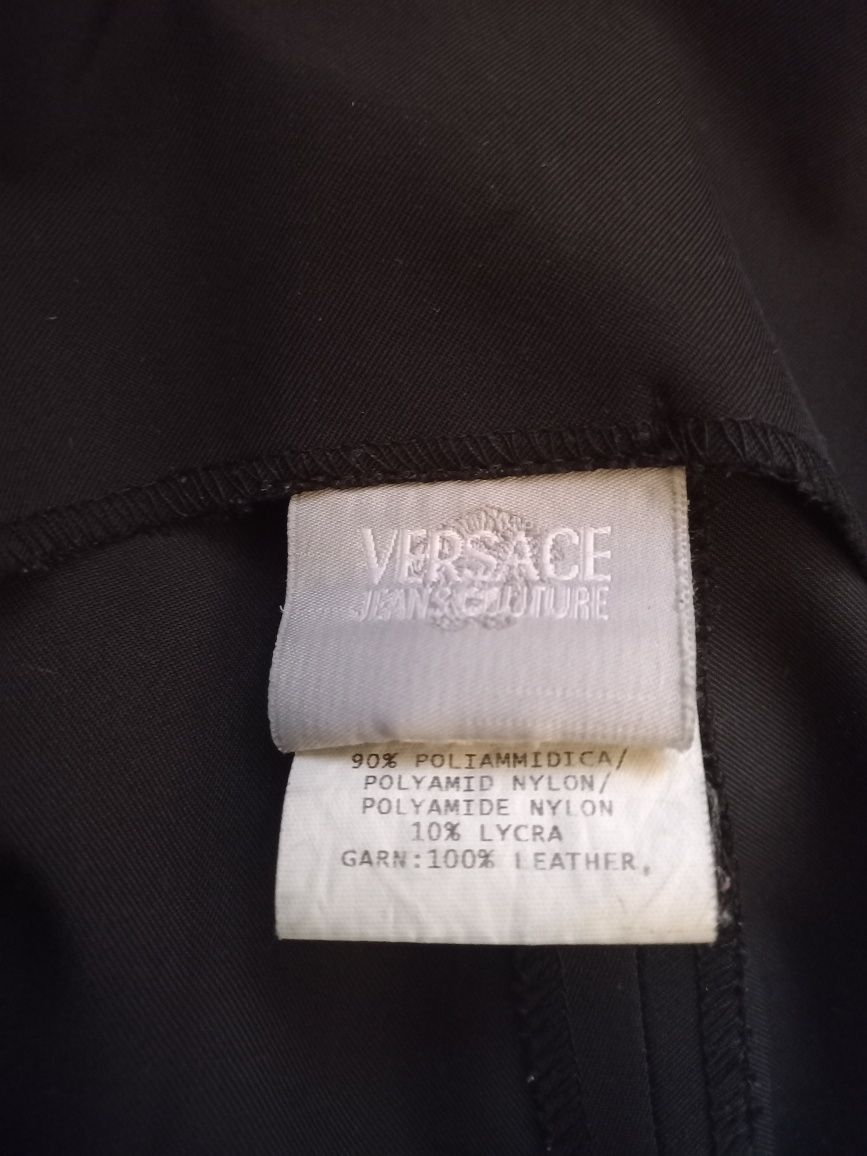 VERSACE
JEANS COUTURE
90% POLIAMMIDICA/
POLYAMID NYLON/
POLYAMIDE NYLON
10% LYCRA
GARN:100% LEATHER,